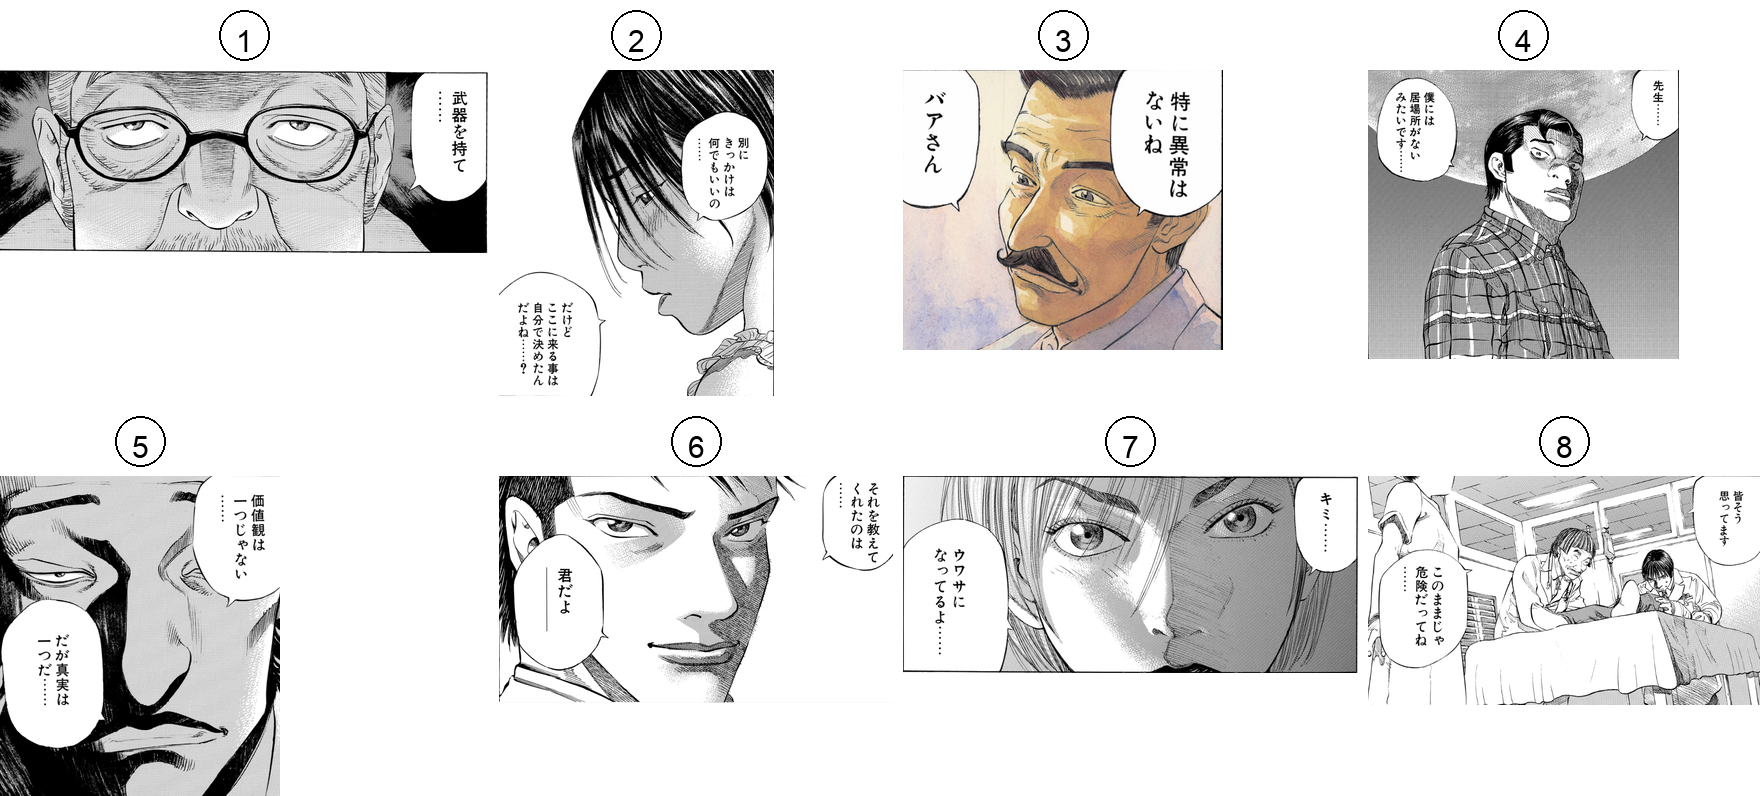 1
武器を持て
……
2
別に
きっかけは
何でもいいの
……
だけど
ここに来る事は
自分で決めたん
だよね……?
3
特に異常は
ないね
バアさん
4
先生……
僕には
居場所がない
みたいです……
5
価値観は
一つじゃない
……
だが真実は
一つだ……
6
それを教えて
くれたのは
……
君だよ
――
7
キミ……
ウワサに
なってるよ……
8
皆そう
思ってます
このままじゃ
危険だってね
……